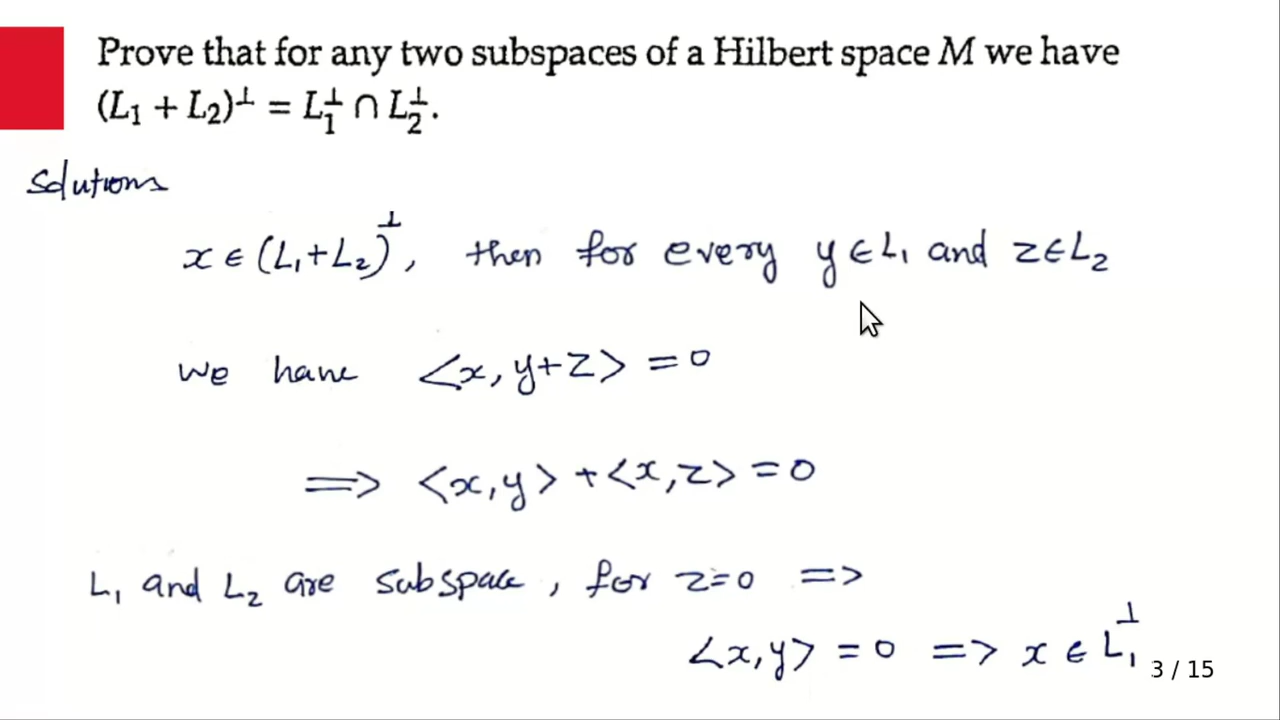 Prove that for any two subspaces of a Hilbert space M we have
(L₁ + L₂)^⊥ = L₁^⊥ ∩ L₂^⊥.
Solutions
x ∈ (L₁+L₂)^⊥, then for every y ∈ L₁ and z ∈ L₂
we have <x, y+z> = 0
=> <x,y> + <x,z> = 0
L₁ and L₂ are subspace, for z=0 =>
<x,y> = 0 => x ∈ L₁^⊥
3 / 15